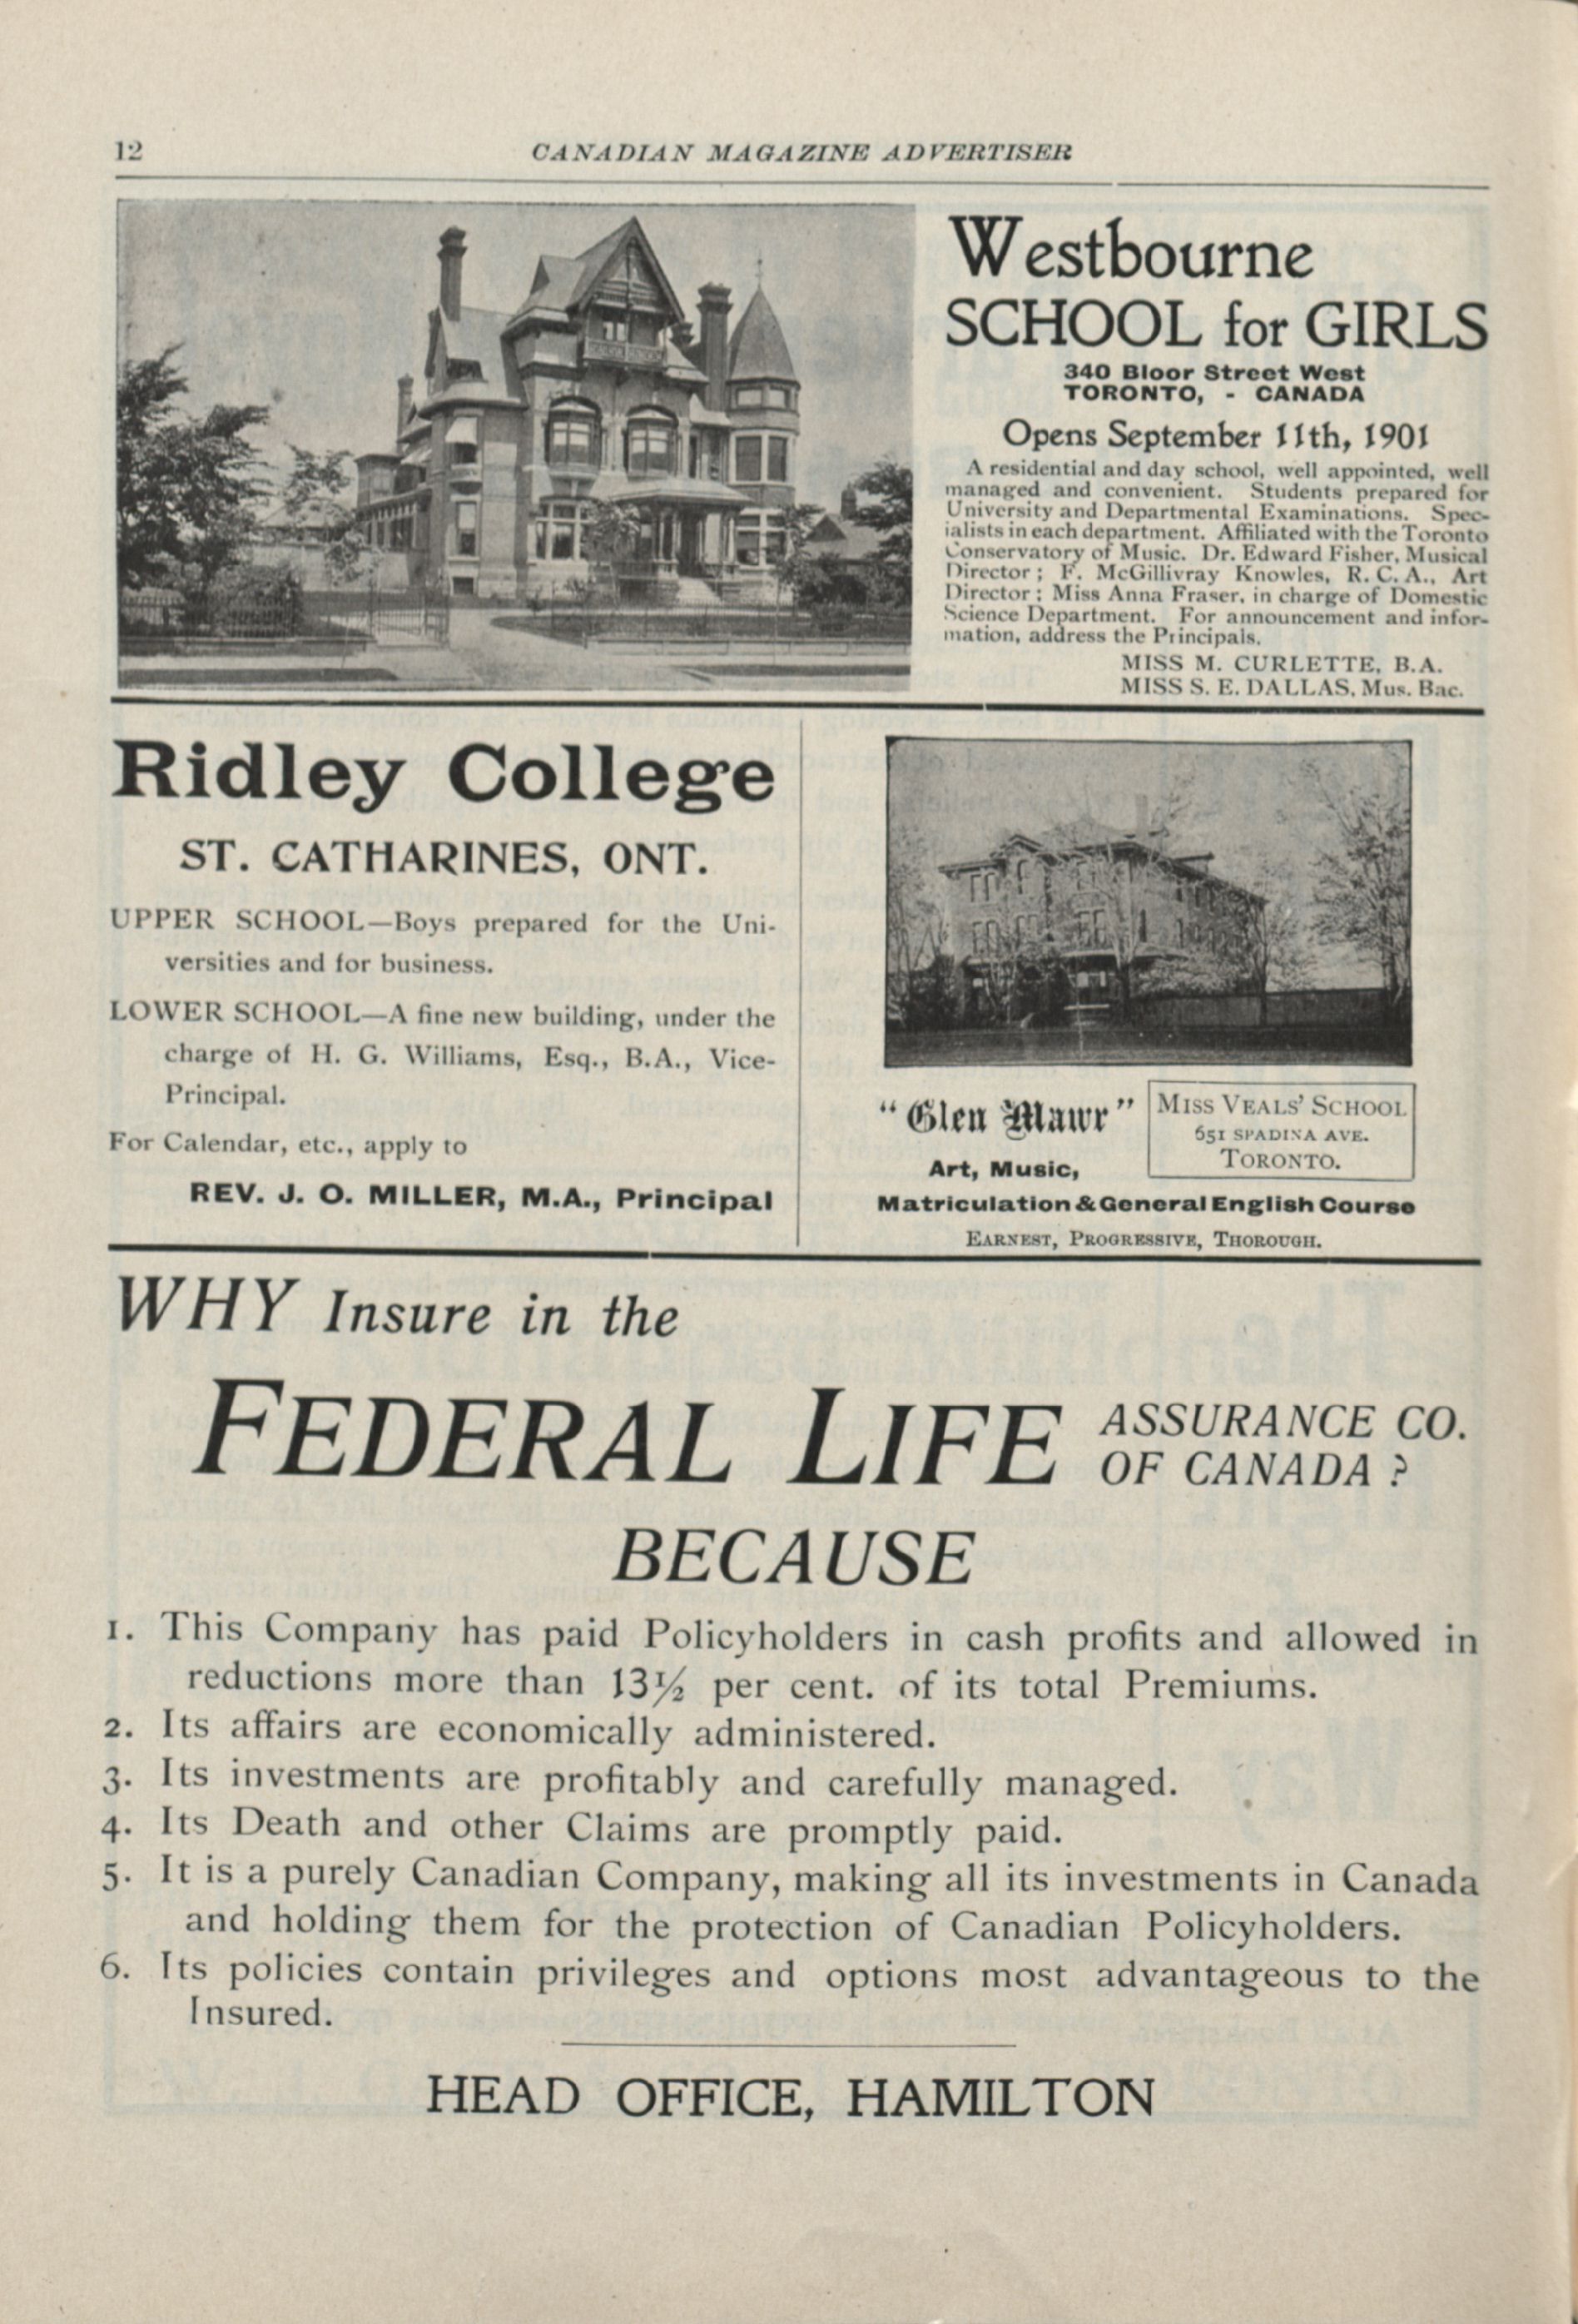 12
CANADIAN MAGAZINE ADVERTISER
Westbourne
SCHOOL for GIRLS
340 Bloor Street West
TORONTO, - CANADA
Opens September 11th, 1901
A residential and day school, well appointed, well
managed and convenient. Students prepared for
University and Departmental Examinations. Spec-
ialists in each department. Affiliated with the Toronto
Conservatory of Music. Dr. Edward Fisher, Musical
Director; F. McGillivray Knowles, R. C. A., Art
Director; Miss Anna Fraser, in charge of Domestic
Science Department. For announcement and infor-
mation, address the Principals.
MISS M. CURLETTE, B.A.
MISS S. E. DALLAS, Mus. Bac.
Ridley College
ST. CATHARINES, ONT.
UPPER SCHOOL—Boys prepared for the Uni-
versities and for business.
LOWER SCHOOL—A fine new building, under the
charge of H. G. Williams, Esq., B.A., Vice-
Principal.
For Calendar, etc., apply to
REV. J. O. MILLER, M.A., Principal
"Glen Mawr"
MISS VEALS' SCHOOL
651 SPADINA AVE.
TORONTO.
Art, Music,
Matriculation & General English Course
EARNEST, PROGRESSIVE, THOROUGH.
WHY Insure in the
FEDERAL LIFE
ASSURANCE CO.
OF CANADA?
BECAUSE
1. This Company has paid Policyholders in cash profits and allowed in
reductions more than 13½ per cent. of its total Premiums.
2. Its affairs are economically administered.
3. Its investments are profitably and carefully managed.
4. Its Death and other Claims are promptly paid.
5. It is a purely Canadian Company, making all its investments in Canada
and holding them for the protection of Canadian Policyholders.
6. Its policies contain privileges and options most advantageous to the
Insured.
HEAD OFFICE, HAMILTON